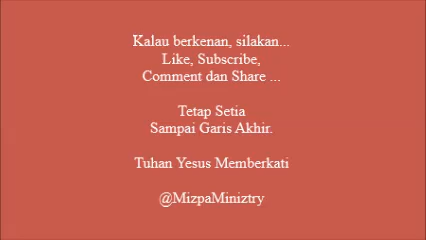 Kalau berkenan, silakan...
Like, Subscribe,
Comment dan Share ...
Tetap Setia
Sampai Garis Akhir.
Tuhan Yesus Memberkati
@MizpaMiniztry